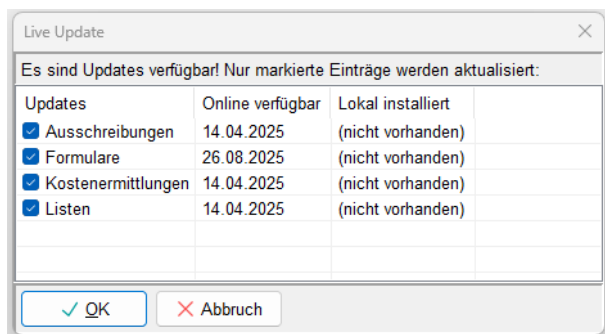 Live Update
Es sind Updates verfügbar! Nur markierte Einträge werden aktualisiert:
Updates Online verfügbar Lokal installiert
Ausschreibungen 14.04.2025 (nicht vorhanden)
Formulare 26.08.2025 (nicht vorhanden)
Kostenermittlungen 14.04.2025 (nicht vorhanden)
Listen 14.04.2025 (nicht vorhanden)
OK Abbruch